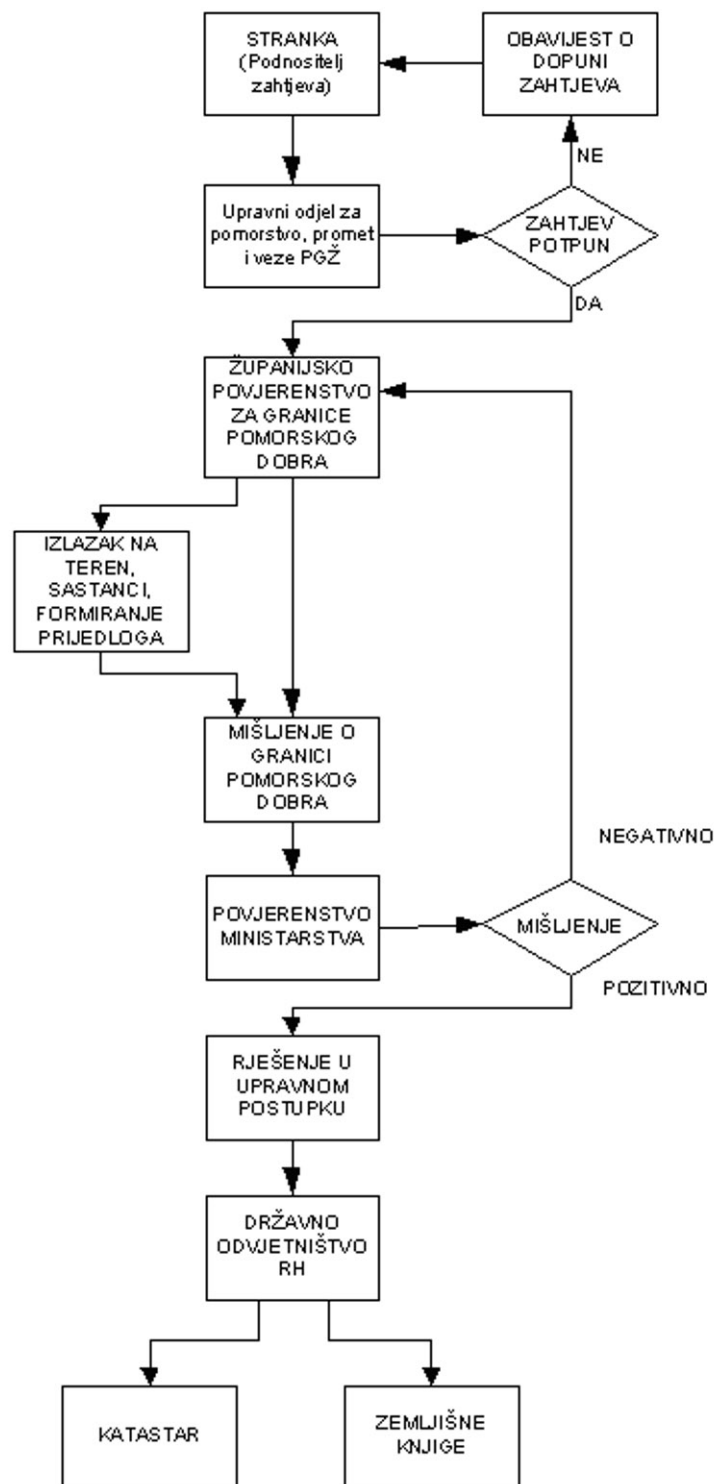 STRANKA
(Podnositelj
zahtjeva)
OBAVIJEST O
DOPUNI
ZAHTJEVA
NE
Upravni odjel za
pomorstvo, promet
i veze PGŽ
ZAHTJEV
POTPUN
DA
ŽUPANIJSKO
POVJERENSTVO
ZA GRANICE
POMORSKOG
DOBRA
IZLAZAK NA
TEREN,
SASTANCI,
FORMIRANJE
PRIJEDLOGA
MIŠLJENJE O
GRANICI
POMORSKOG
DOBRA
NEGATIVNO
POVJERENSTVO
MINISTARSTVA
MIŠLJENJE
POZITIVNO
RJEŠENJE U
UPRAVNOM
POSTUPKU
DRŽAVNO
ODVJETNIŠTVO
RH
KATASTAR
ZEMLJIŠNE
KNJIGE